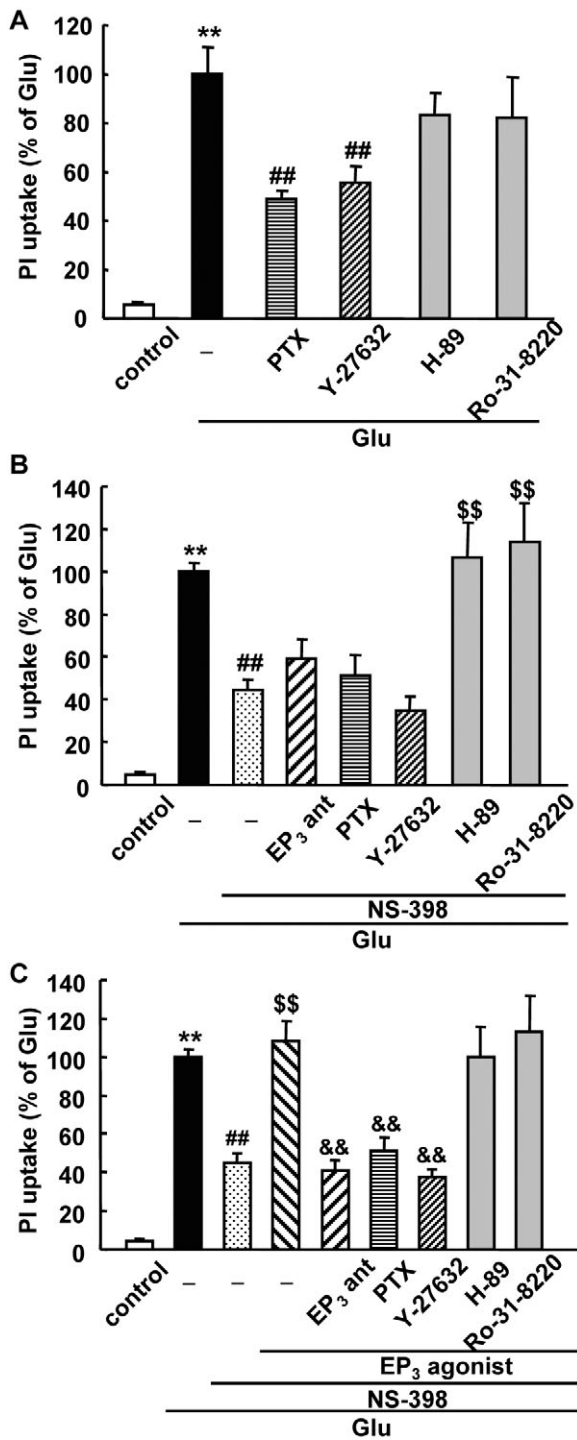 A
PI uptake (% of Glu)
120
100
80
60
40
20
0
**
##
##
control
–
PTX
Y-27632
H-89
Ro-31-8220
Glu
B
PI uptake (% of Glu)
140
120
100
80
60
40
20
0
**
##
$$
$$
control
–
–
EP₃ ant
PTX
Y-27632
H-89
Ro-31-8220
NS-398
Glu
C
PI uptake (% of Glu)
140
120
100
80
60
40
20
0
**
##
$$
&&
&&
&&
control
–
–
–
EP₃ ant
PTX
Y-27632
H-89
Ro-31-8220
EP₃ agonist
NS-398
Glu